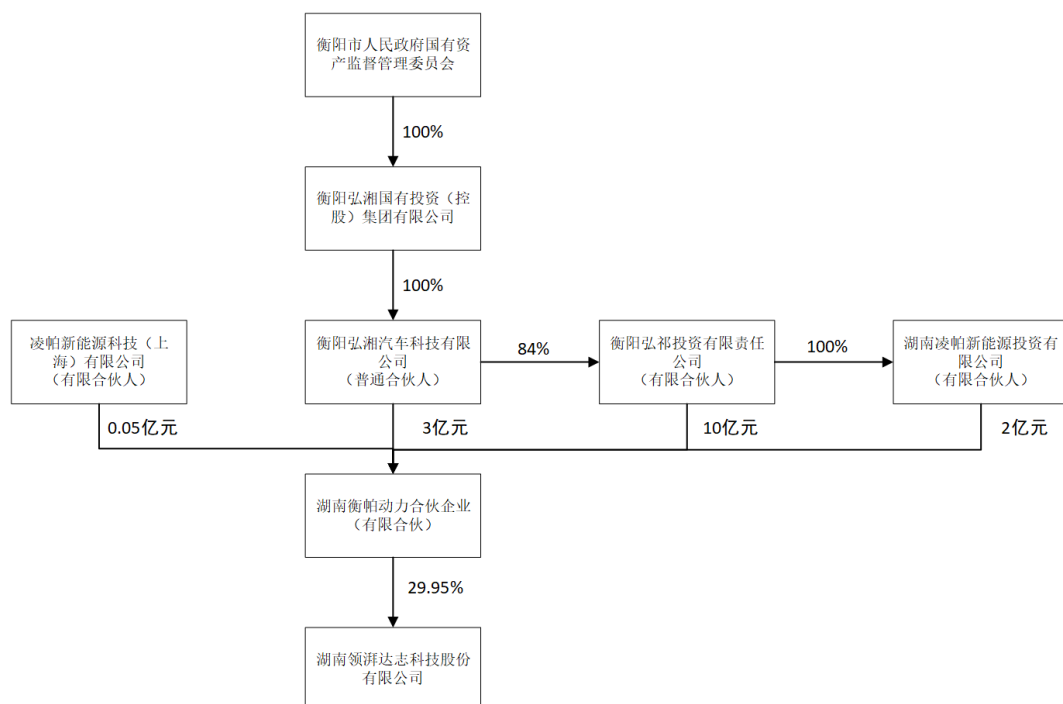 衡阳市人民政府国有资
产监督管理委员会
100%
衡阳弘湘国有投资（控
股）集团有限公司
100%
凌帕新能源科技（上
海）有限公司
（有限合伙人）
衡阳弘湘汽车科技有限
公司
（普通合伙人）
84%
衡阳弘祁投资有限责任
公司
（有限合伙人）
100%
湖南凌帕新能源投资有
限公司
（有限合伙人）
0.05亿元
3亿元
10亿元
2亿元
湖南衡帕动力合伙企业
（有限合伙）
29.95%
湖南领湃达志科技股份
有限公司